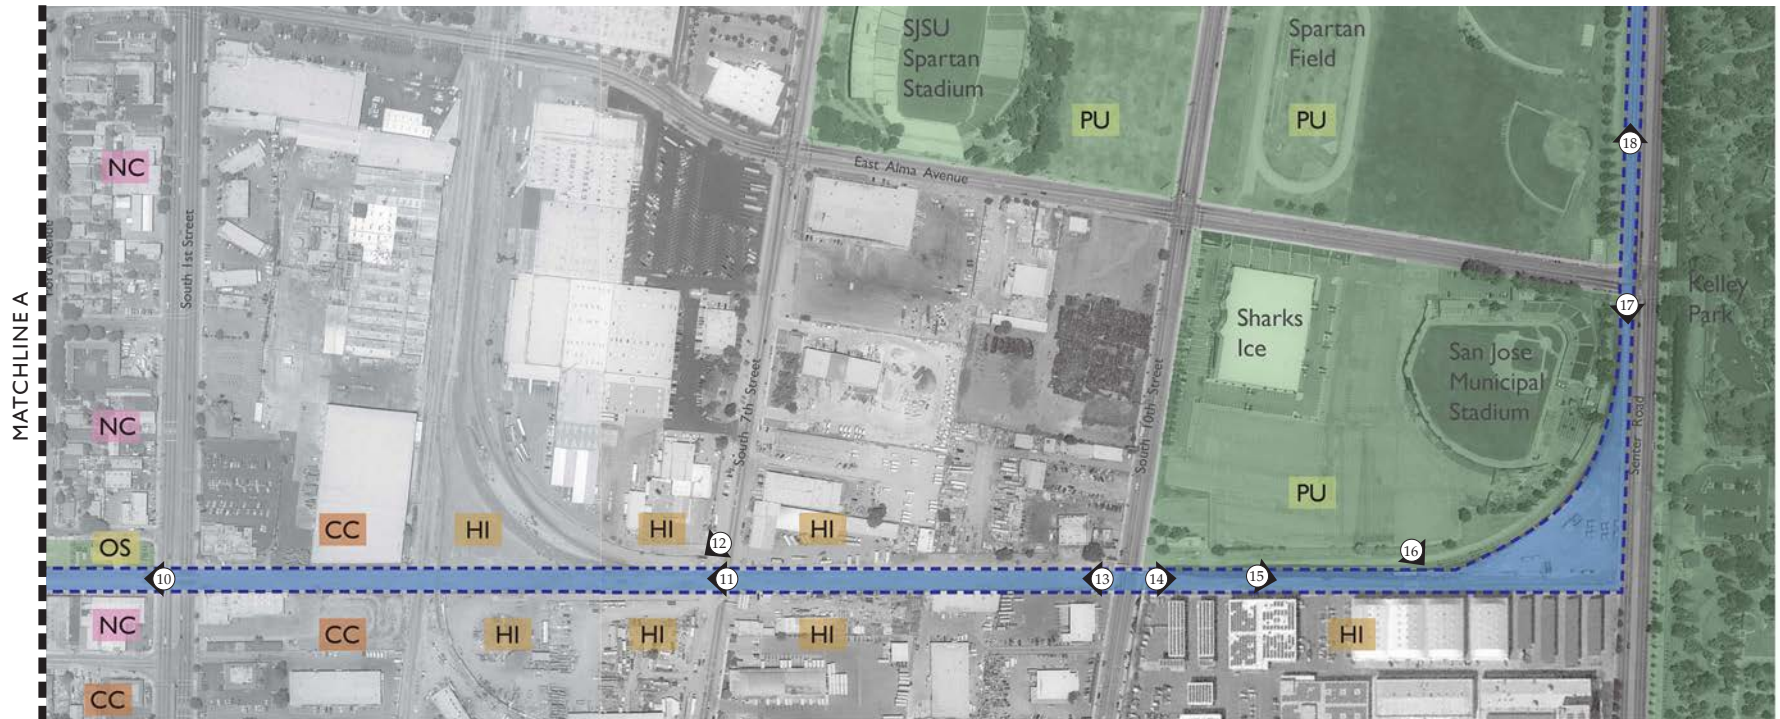 SJSU
Spartan
Stadium
Spartan
Field
PU
PU
18
NC
East Alma Avenue
South 1st Street
MATCHLINE A
Kelley
Park
17
Sharks
Ice
San Jose
Municipal
Stadium
South 7th Street
South 10th Street
Senter Road
NC
PU
OS
CC
HI
HI
HI
12
16
10
11
13
14
15
NC
CC
HI
HI
HI
HI
CC